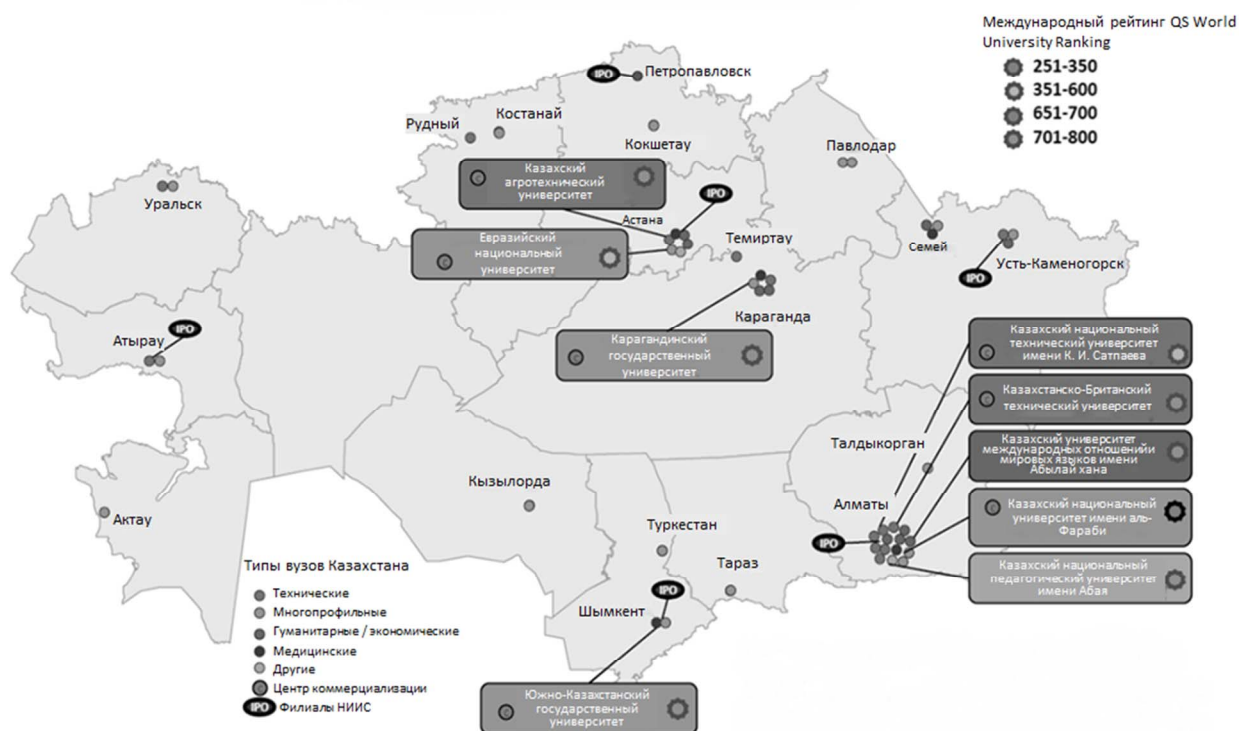 Международный рейтинг QS World
University Ranking
251-350
351-600
651-700
701-800
IPO
Петропавловск
Костанай
Рудный
Кокшетау
Павлодар
Казахский
агротехнический
университет
С
IPO
Уральск
Астана
Темиртау
Семей
Евразийский
национальный
университет
С
Усть-Каменогорск
IPO
Караганда
IPO
Атырау
Карагандинский
государственный
университет
С
Казахский национальный
технический университет
имени К. И. Сатпаева
С
Казахстанско-Британский
технический университет
С
Казахский университет
международных отношенийи
мировых языков имени
Абылай хана
Талдыкорган
Кызылорда
Алматы
Казахский национальный
университет имени аль-
Фараби
С
IPO
Актау
Туркестан
Тараз
Казахский национальный
педагогический университет
имени Абая
Шымкент
IPO
Типы вузов Казахстана
Технические
Многопрофильные
Гуманитарные / экономические
Медицинские
Другие
С Центр коммерциализации
IPO Филиалы НИИС
Южно-Казахстанский
государственный
университет
С